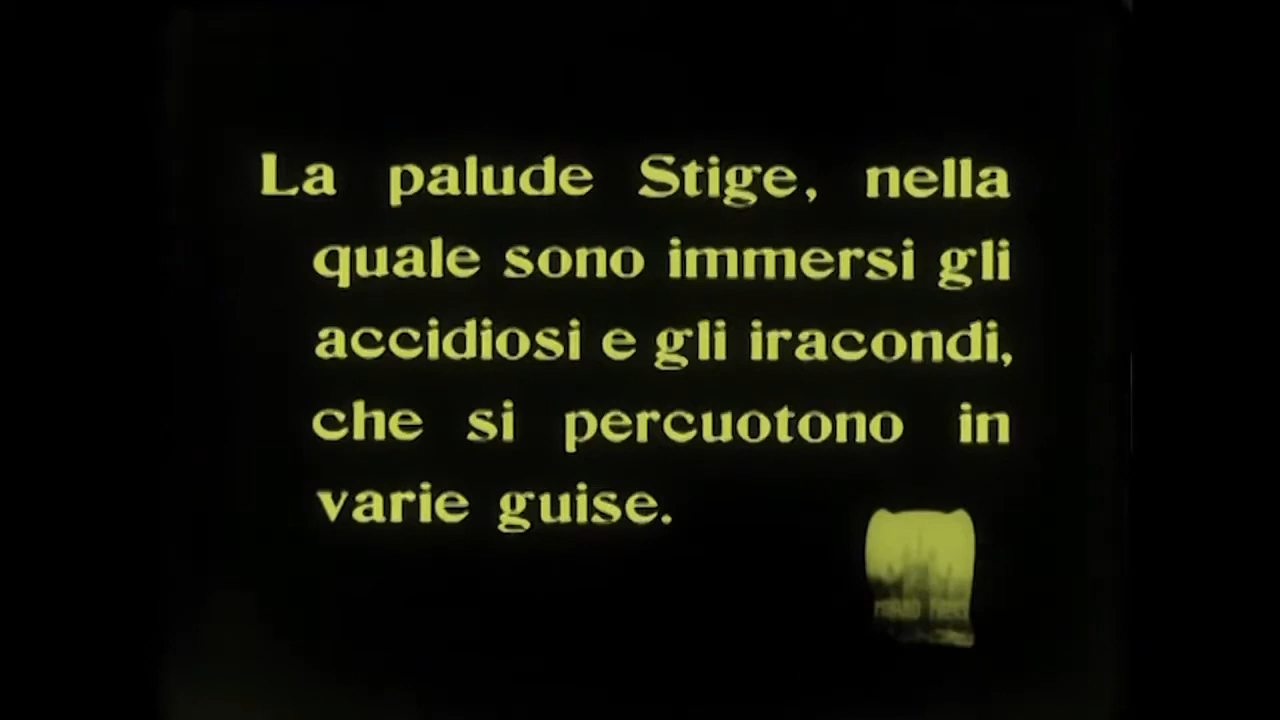 La palude Stige, nella
quale sono immersi gli
accidiosi e gli iracondi,
che si percuotono in
varie guise.